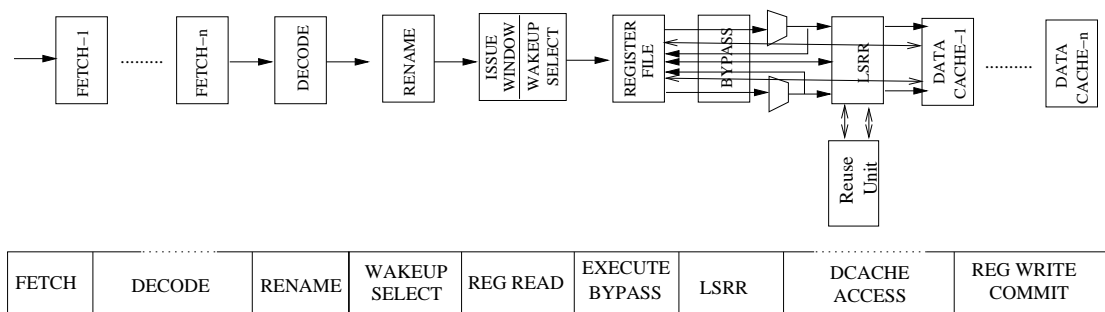 FETCH−1
FETCH−n
DECODE
RENAME
ISSUE
WINDOW
WAKEUP
SELECT
REGISTER
FILE
BYPASS
LSRR
DATA
CACHE−1
DATA
CACHE−n
Reuse
Unit
FETCH
DECODE
RENAME
WAKEUP
SELECT
REG READ
EXECUTE
BYPASS
LSRR
DCACHE
ACCESS
REG WRITE
COMMIT